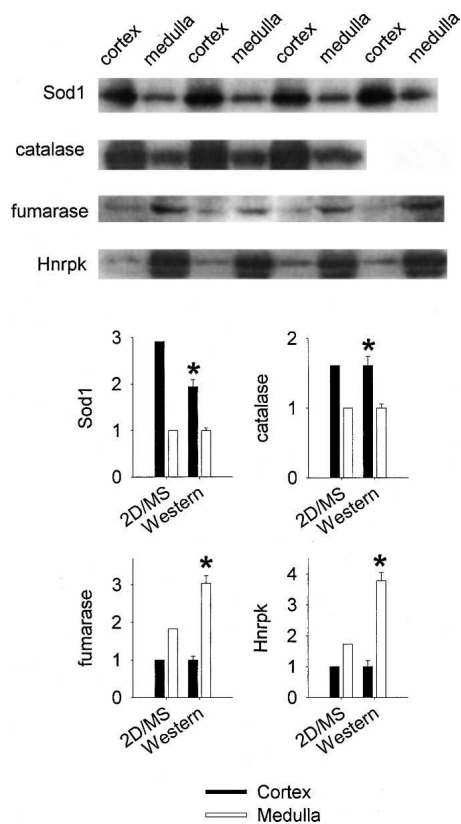 cortex medulla cortex medulla cortex medulla cortex medulla
Sod1
catalase
fumarase
Hnrpk
Sod1
3
2
1
0
*
2D/MS
Western
catalase
2
1
0
*
2D/MS
Western
fumarase
3
2
1
0
*
2D/MS
Western
Hnrpk
4
3
2
1
0
*
2D/MS
Western
Cortex
Medulla